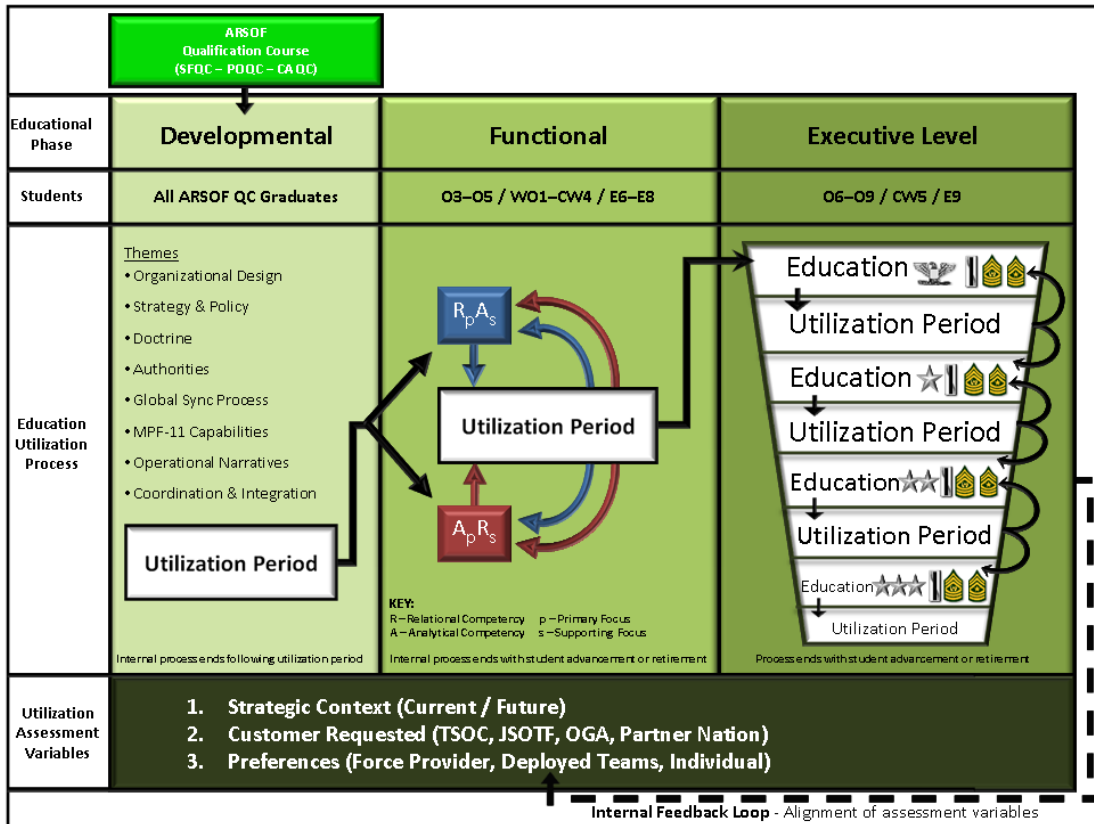 ARSOF
Qualification Course
(SFQC – POQC – CAQC)
Educational
Phase
Developmental
Functional
Executive Level
Students
All ARSOF QC Graduates
O3–O5 / WO1–CW4 / E6–E8
O6–O9 / CW5 / E9
Education
Utilization
Process
Themes
• Organizational Design
• Strategy & Policy
• Doctrine
• Authorities
• Global Sync Process
• MPF-11 Capabilities
• Operational Narratives
• Coordination & Integration
Utilization Period
Internal process ends following utilization period
RpAs
Utilization Period
ApRs
KEY:
R–Relational Competency p –Primary Focus
A–Analytical Competency s–Supporting Focus
Internal process ends with student advancement or retirement
Education
Utilization Period
Education
Utilization Period
Education
Utilization Period
Education
Utilization Period
Process ends with student advancement or retirement
Utilization
Assessment
Variables
1. Strategic Context (Current / Future)
2. Customer Requested (TSOC, JSOTF, OGA, Partner Nation)
3. Preferences (Force Provider, Deployed Teams, Individual)
Internal Feedback Loop - Alignment of assessment variables